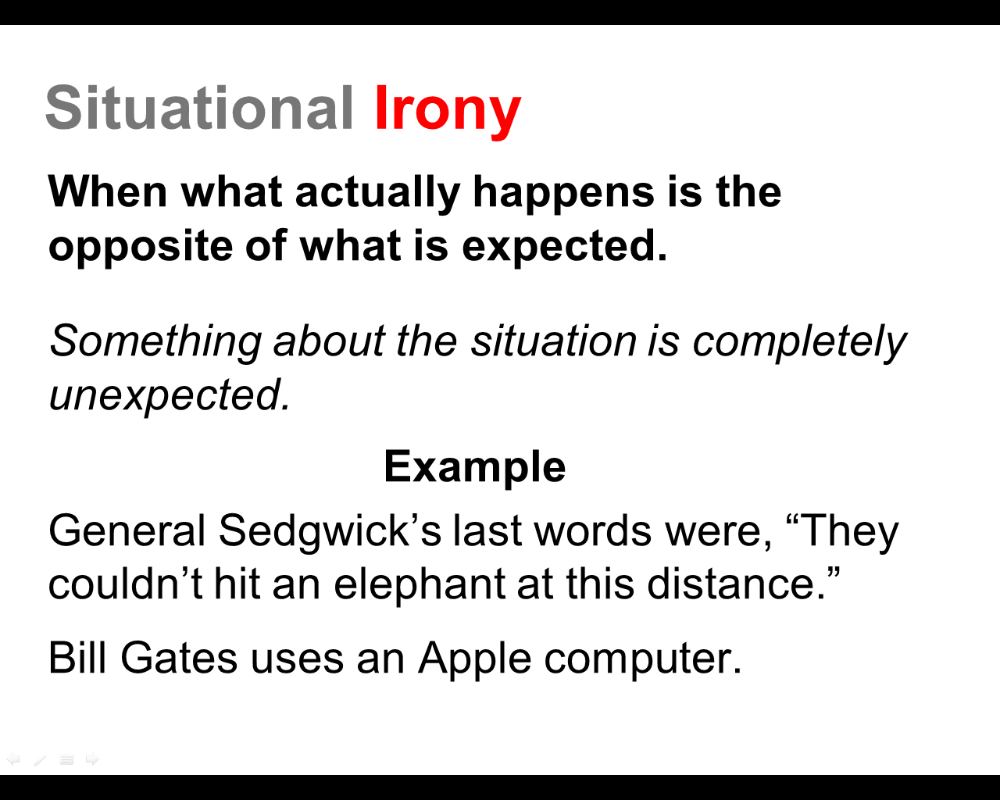 Situational Irony
When what actually happens is the
opposite of what is expected.
Something about the situation is completely
unexpected.
Example
General Sedgwick’s last words were, “They
couldn’t hit an elephant at this distance.”
Bill Gates uses an Apple computer.